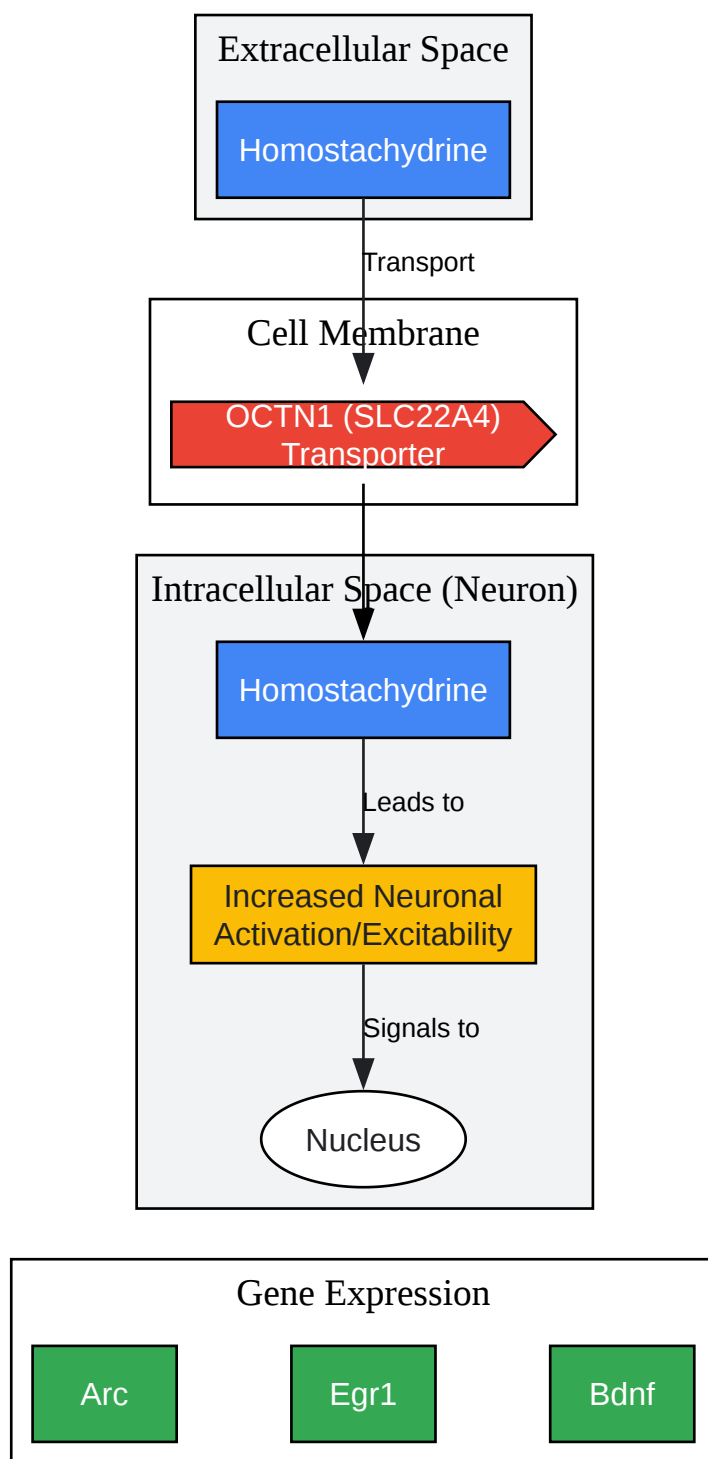 Extracellular Space
Homostachydrine
Transport
Cell Membrane
OCTN1 (SLC22A4)
Transporter
Intracellular Space (Neuron)
Homostachydrine
Leads to
Increased Neuronal
Activation/Excitability
Signals to
Nucleus
Gene Expression
Arc
Egr1
Bdnf